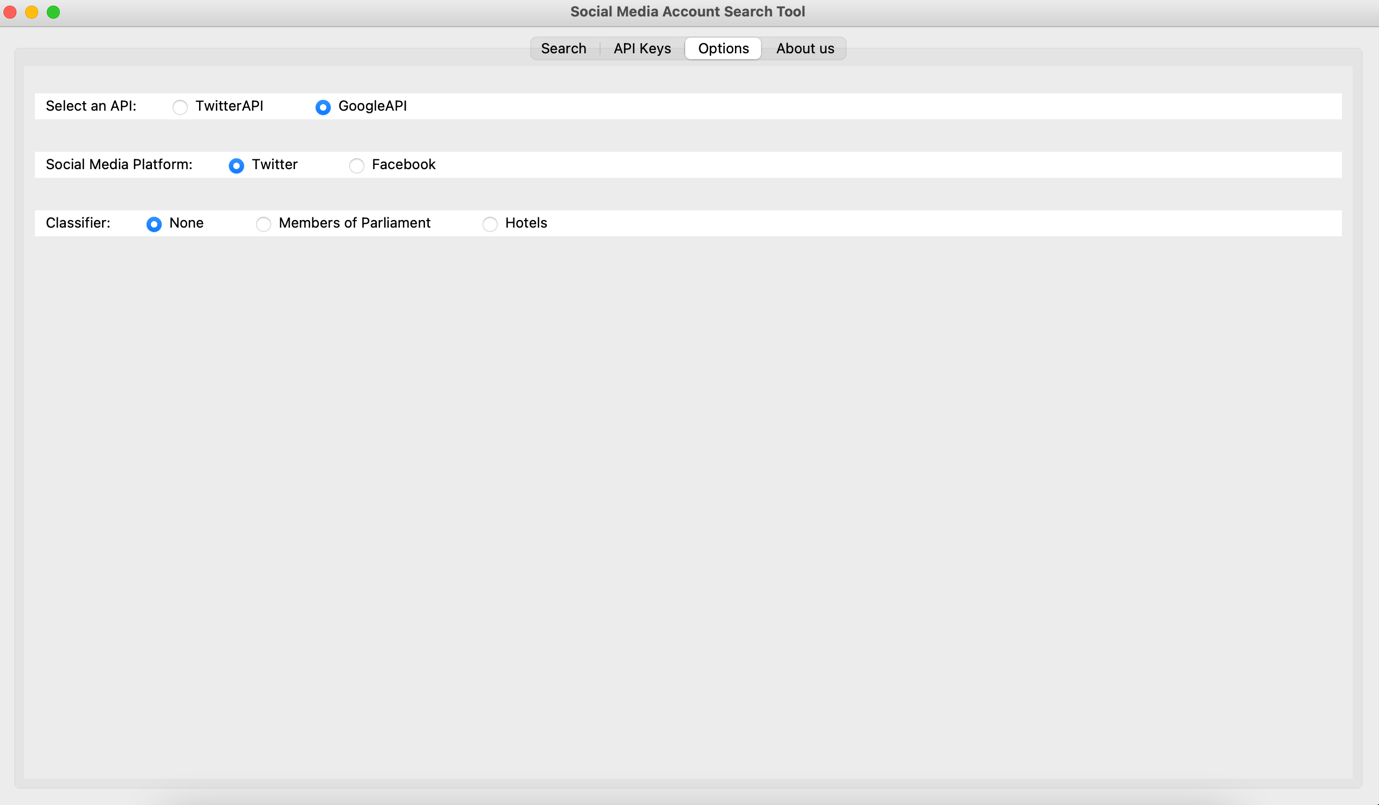 Social Media Account Search Tool
Search API Keys Options About us
Select an API: TwitterAPI GoogleAPI
Social Media Platform: Twitter Facebook
Classifier: None Members of Parliament Hotels